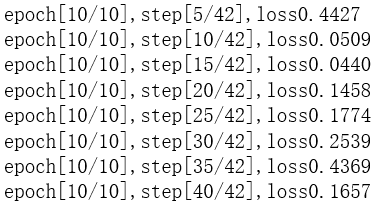 epoch[10/10],step[5/42],loss0.4427
epoch[10/10],step[10/42],loss0.0509
epoch[10/10],step[15/42],loss0.0440
epoch[10/10],step[20/42],loss0.1458
epoch[10/10],step[25/42],loss0.1774
epoch[10/10],step[30/42],loss0.2539
epoch[10/10],step[35/42],loss0.4369
epoch[10/10],step[40/42],loss0.1657